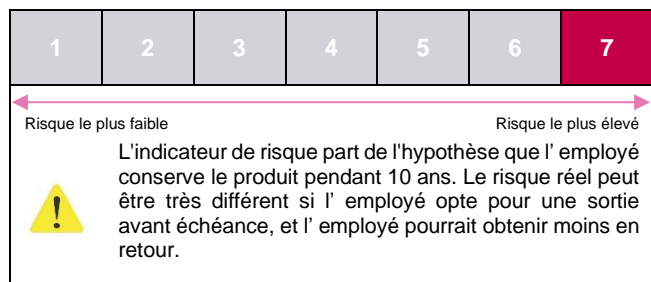 1 2 3 4 5 6 7
Risque le plus faible Risque le plus élevé
L'indicateur de risque part de l'hypothèse que l’ employé
conserve le produit pendant 10 ans. Le risque réel peut
être très différent si l’ employé opte pour une sortie
avant échéance, et l’ employé pourrait obtenir moins en
retour.